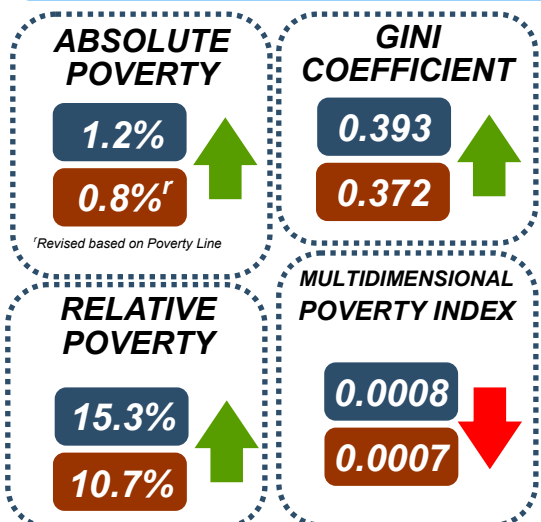 ABSOLUTE
POVERTY
1.2%
0.8%r
rRevised based on Poverty Line
GINI
COEFFICIENT
0.393
0.372
RELATIVE
POVERTY
15.3%
10.7%
MULTIDIMENSIONAL
POVERTY INDEX
0.0008
0.0007